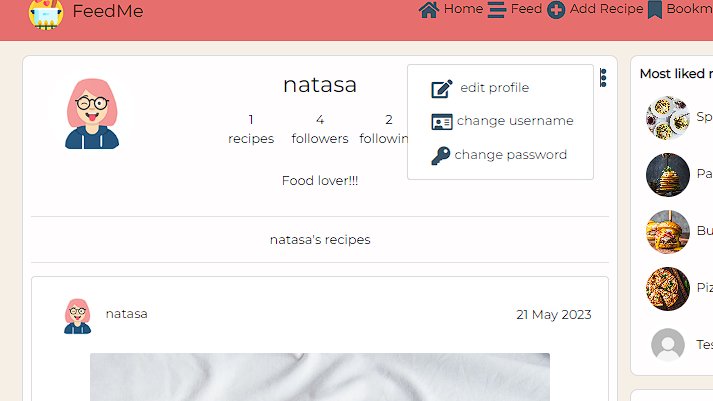 FeedMe
Home Feed Add Recipe Bookm
natasa
1 recipes
4 followers
2 followin
Food lover!!!
edit profile
change username
change password
natasa's recipes
natasa
21 May 2023
Most liked r
Sp
Pa
Bu
Piz
Tes